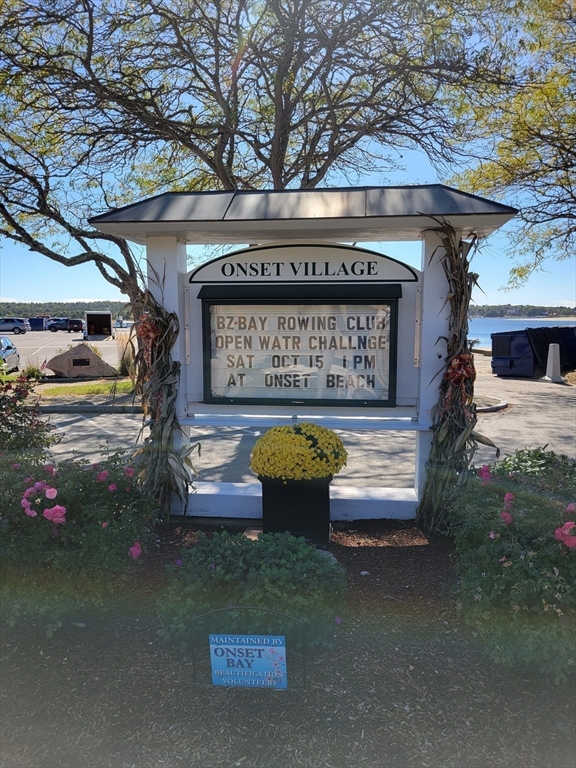 ONSET VILLAGE
BZ-BAY ROWING CLUB
OPEN WATR CHALLNGE
SAT OCT 15 1 PM
AT ONSET BEACH
MAINTAINED BY
ONSET
BAY
BEAUTIFICATION
VOLUNTEERS